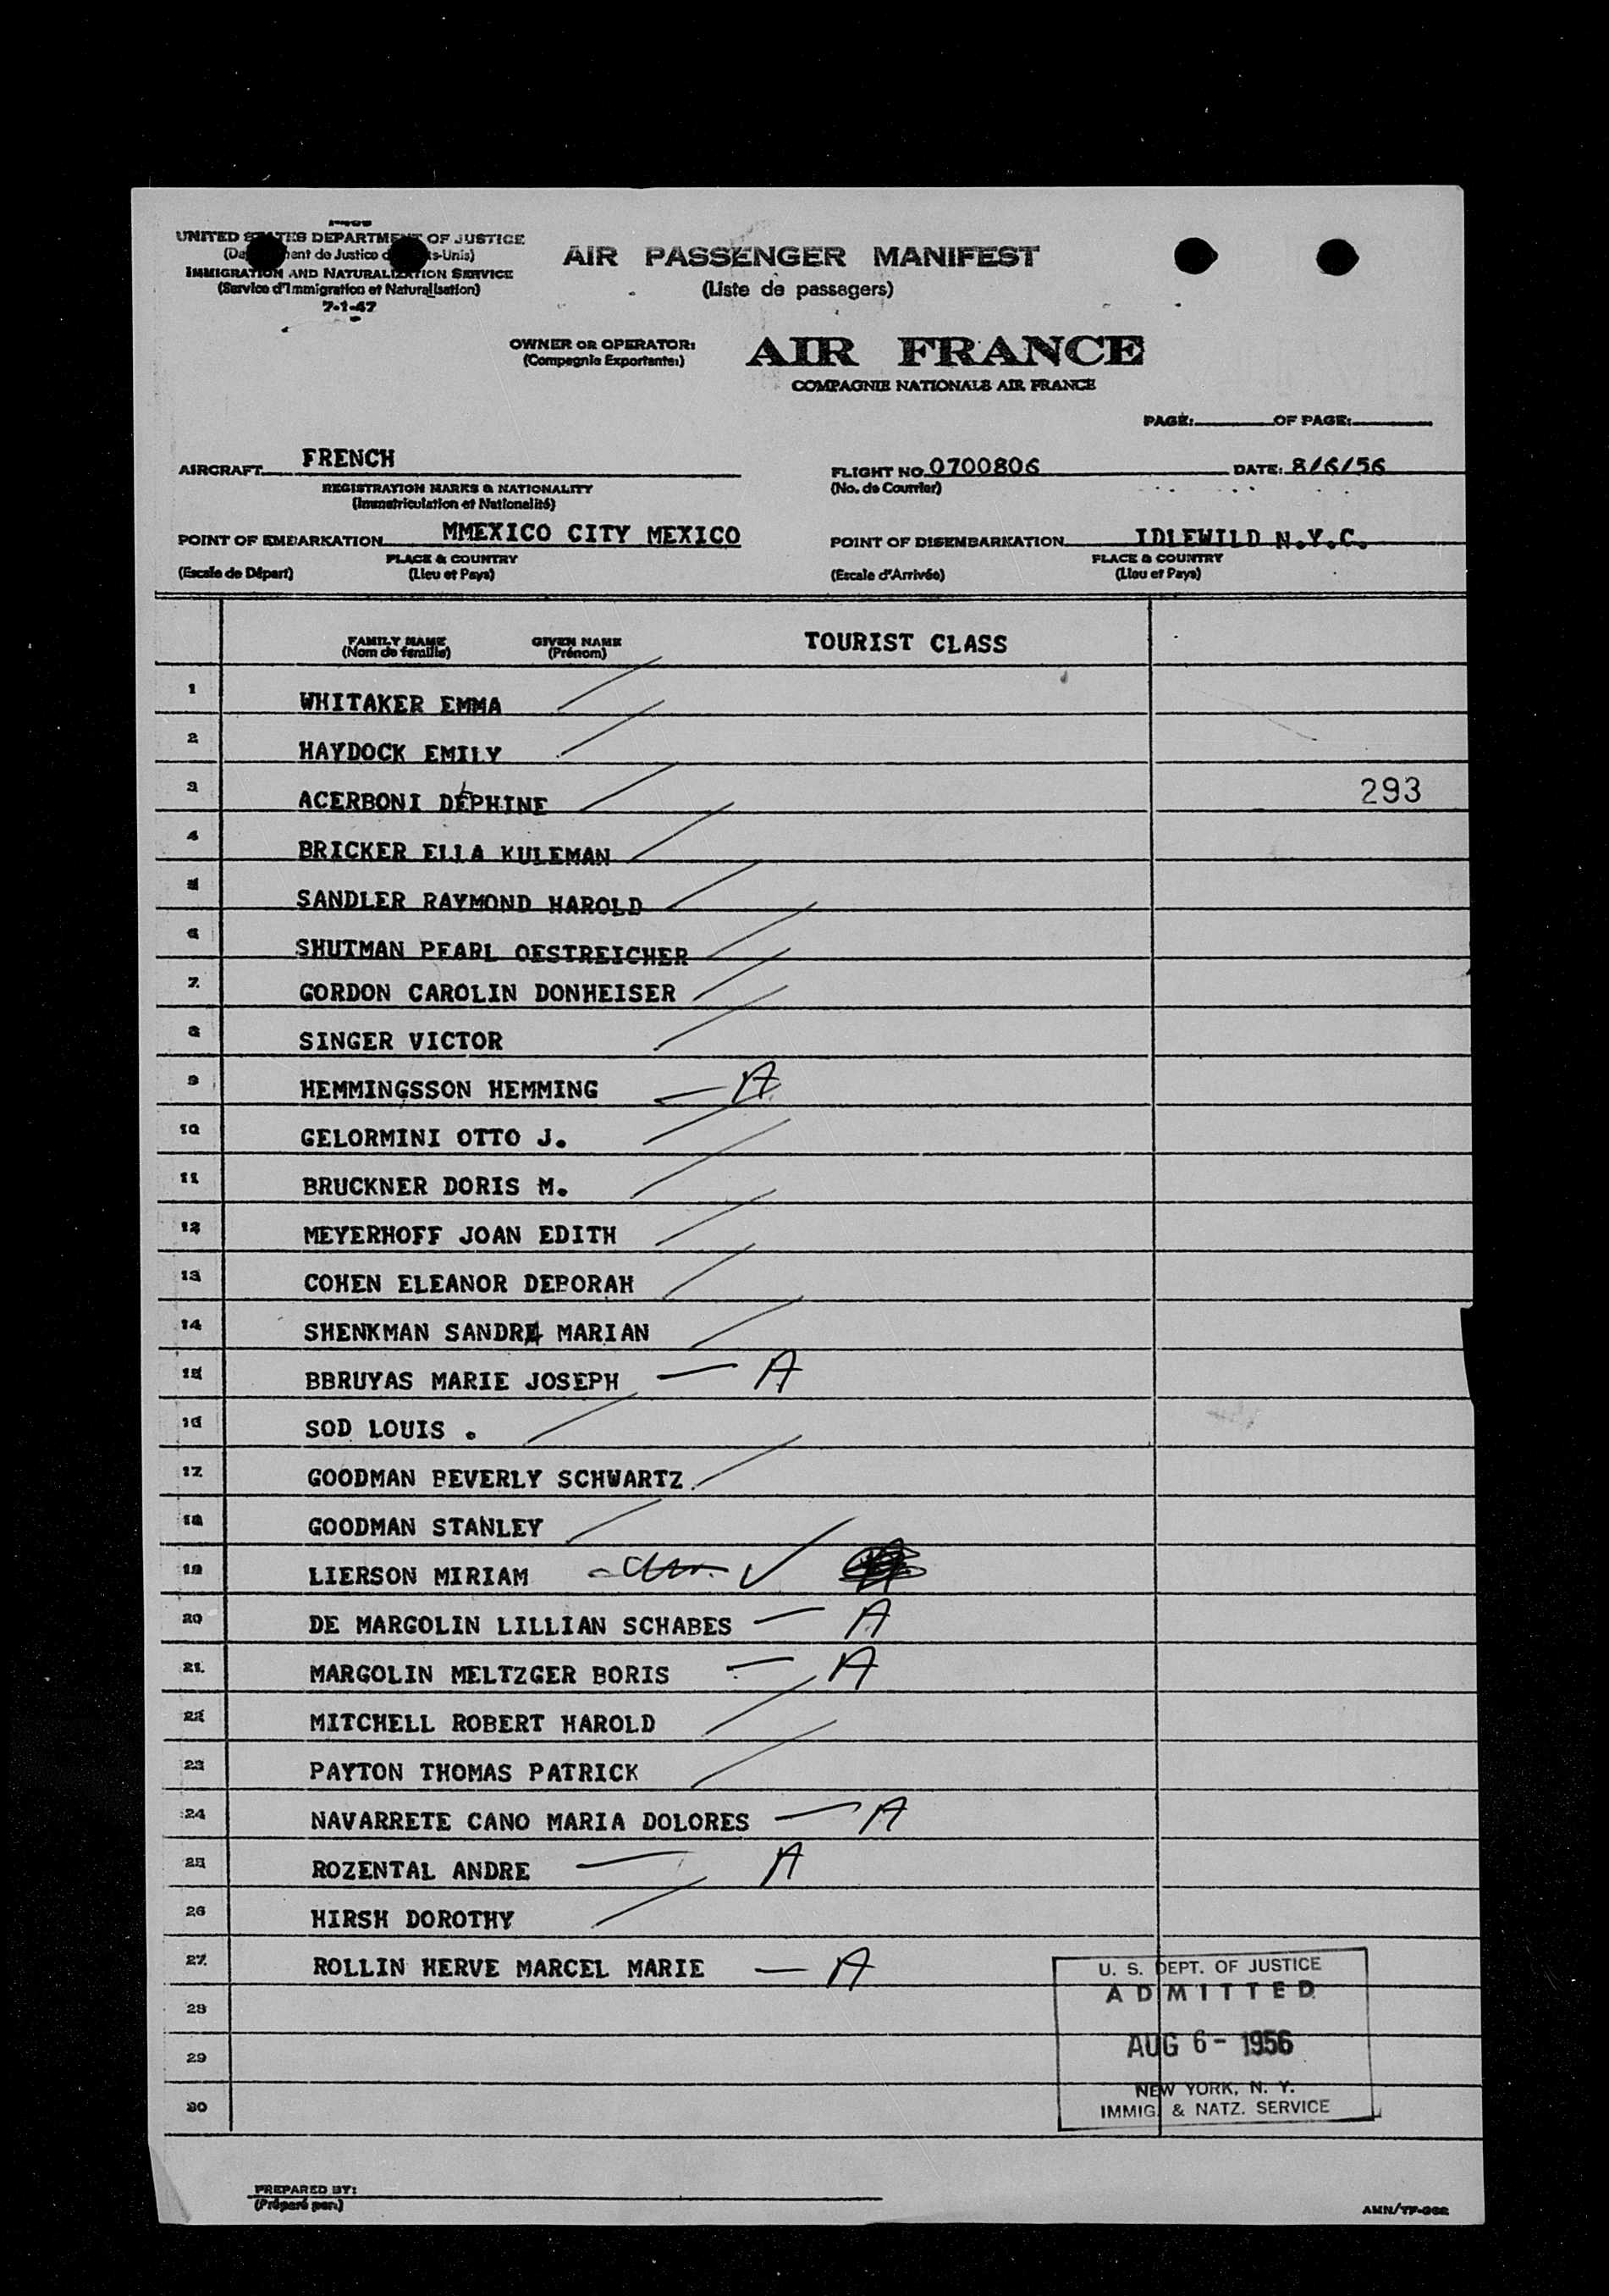 UNITED STATES DEPARTMENT OF JUSTICE
IMMIGRATION AND NATURALIZATION SERVICE
(Service d'Immigration et Naturalisation)
7-1-47
AIR PASSENGER MANIFEST
(Liste de passagers)
OWNER OR OPERATOR:
(Compagnie Exportante:)
AIR FRANCE
COMPAGNIE NATIONALE AIR FRANCE
PAGE: OF PAGE:
AIRCRAFT FRENCH
REGISTRATION MARKS & NATIONALITY
(Immatriculation et Nationalité)
FLIGHT NO 0700806 DATE: 8/6/56
(No. de Courrier)
POINT OF EMBARKATION MMEXICO CITY MEXICO
PLACE & COUNTRY
(Escale de Départ) (Lieu et Pays)
POINT OF DISEMBARKATION IDLEWILD N.Y.C.
PLACE & COUNTRY
(Escale d'Arrivée) (Lieu et Pays)
FAMILY NAME GIVEN NAME TOURIST CLASS
(Nom de famille) (Prénom)
1 WHITAKER EMMA
2 HAYDOCK EMILY
3 ACERBONI DEPHINE 293
4 BRICKER ELLA KULEMAN
5 SANDLER RAYMOND HAROLD
6 SHUTMAN PEARL OESTREICHER
7 GORDON CAROLIN DONHEISER
8 SINGER VICTOR
9 HEMMINGSSON HEMMING — A
10 GELORMINI OTTO J.
11 BRUCKNER DORIS M.
12 MEYERHOFF JOAN EDITH
13 COHEN ELEANOR DEBORAH
14 SHENKMAN SANDRA MARIAN
15 BBRUYAS MARIE JOSEPH — A
16 SOD LOUIS .
17 GOODMAN BEVERLY SCHWARTZ
18 GOODMAN STANLEY
19 LIERSON MIRIAM ✓
20 DE MARGOLIN LILLIAN SCHABES — A
21 MARGOLIN MELTZGER BORIS — A
22 MITCHELL ROBERT HAROLD
23 PAYTON THOMAS PATRICK
24 NAVARRETE CANO MARIA DOLORES — A
25 ROZENTAL ANDRE — A
26 HIRSH DOROTHY
27 ROLLIN HERVE MARCEL MARIE — A
28
29
30
U. S. DEPT. OF JUSTICE
ADMITTED
AUG 6 - 1956
NEW YORK, N. Y.
IMMIG. & NATZ. SERVICE
PREPARED BY:
(Préparé par:)